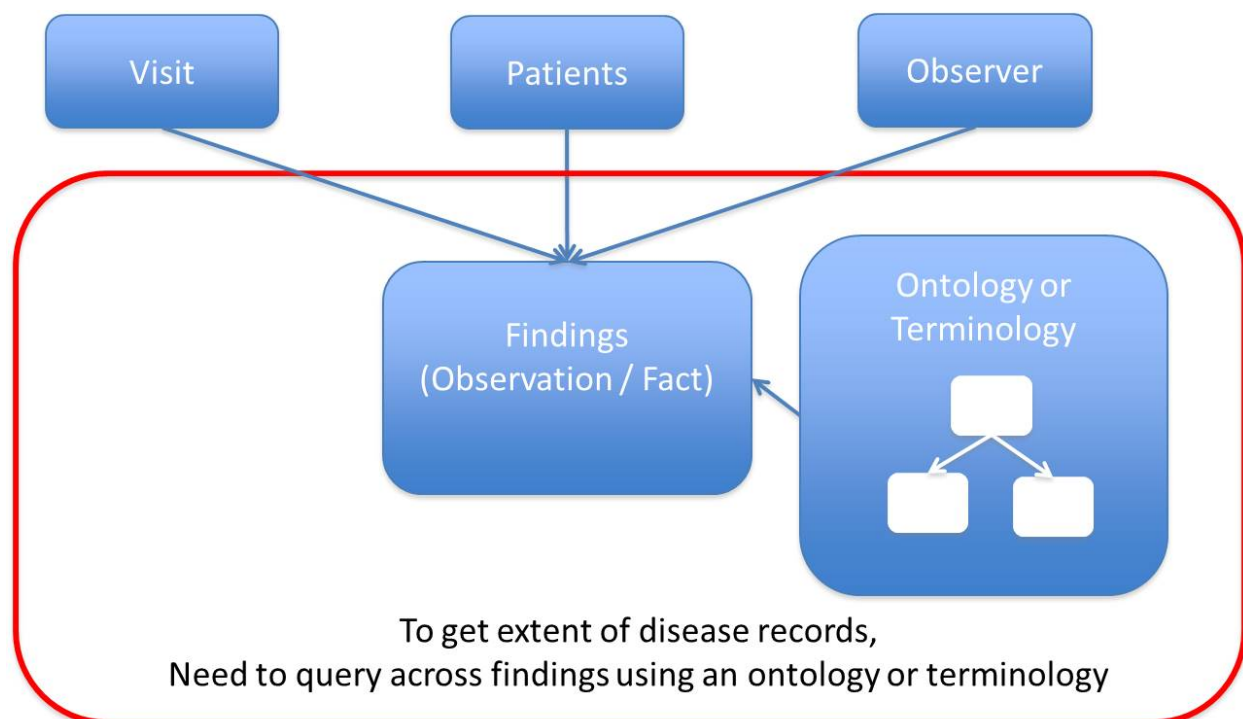 Visit
Patients
Observer
Findings
(Observation / Fact)
Ontology or
Terminology
To get extent of disease records,
Need to query across findings using an ontology or terminology